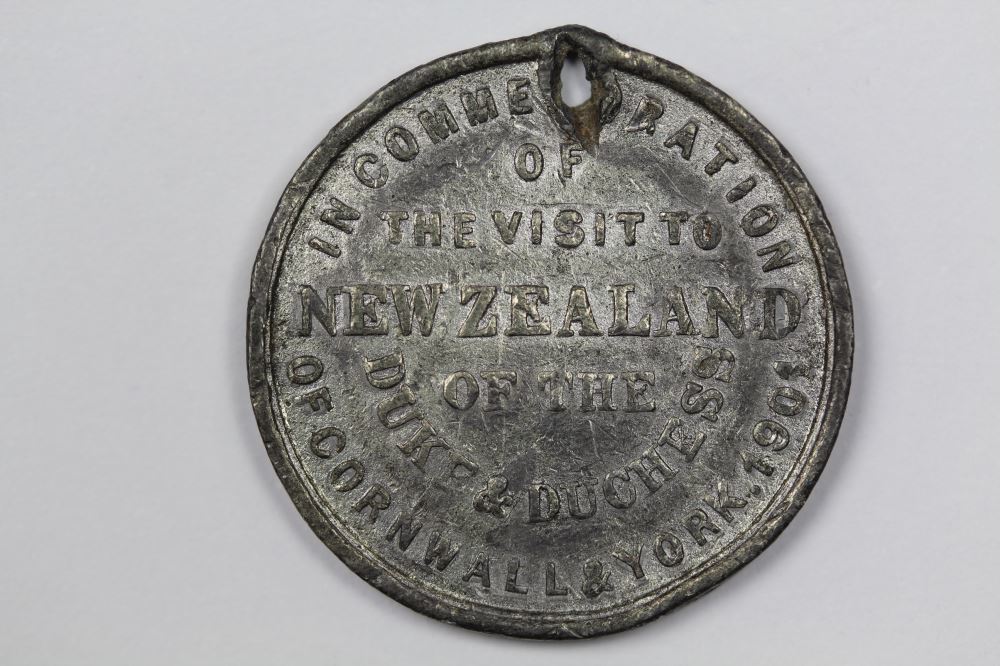 IN COMMEMORATION
OF
THE VISIT TO
NEW ZEALAND
OF THE
DUKE & DUCHESS
OF CORNWALL & YORK. 1901